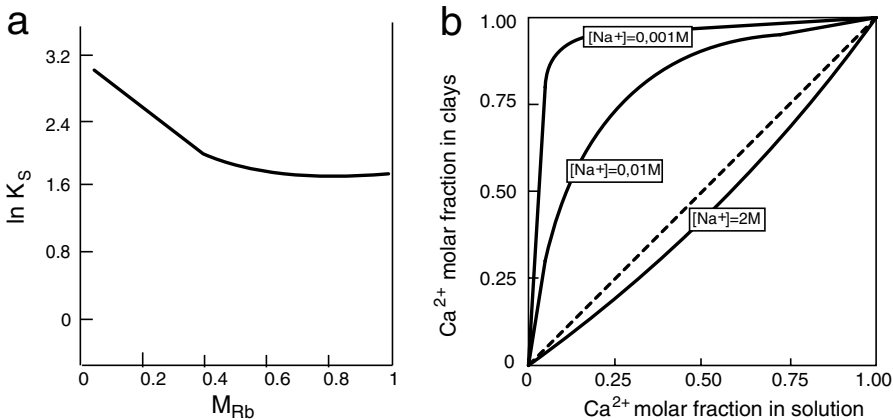 a
3.2
2.4
1.6
0.8
0
ln K_S
0 0.2 0.4 0.6 0.8 1
M_Rb
b
1.00
0.75
0.50
0.25
0
Ca²⁺ molar fraction in clays
[Na+]=0,001M
[Na+]=0,01M
[Na+]=2M
0 0.25 0.50 0.75 1.00
Ca²⁺ molar fraction in solution